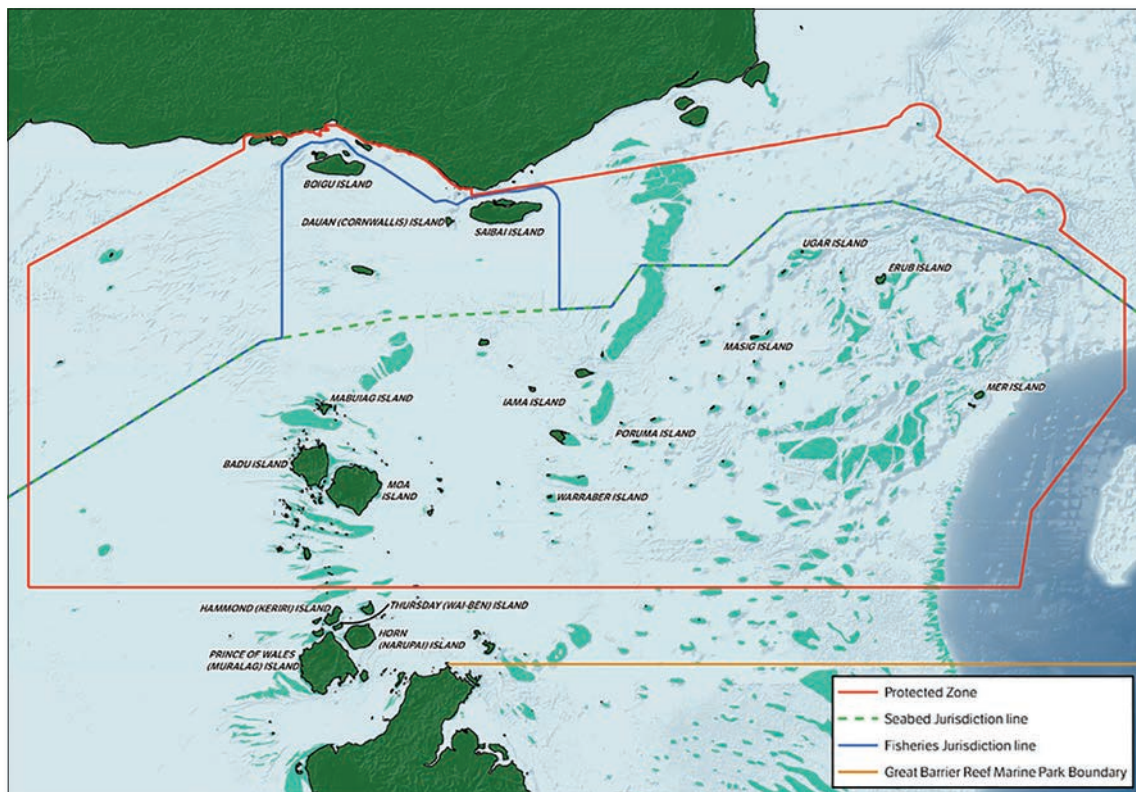 BOIGU ISLAND
DAUAN (CORNWALLIS) ISLAND
SAIBAI ISLAND
UGAR ISLAND
ERUB ISLAND
MASIG ISLAND
MER ISLAND
MABUIAG ISLAND
IAMA ISLAND
PORUMA ISLAND
BADU ISLAND
MOA
ISLAND
WARRABER ISLAND
HAMMOND (KERIRI) ISLAND
THURSDAY (WAI-BEN) ISLAND
HORN
(NARUPAI) ISLAND
PRINCE OF WALES
(MURALAG) ISLAND
Protected Zone
Seabed Jurisdiction line
Fisheries Jurisdiction line
Great Barrier Reef Marine Park Boundary